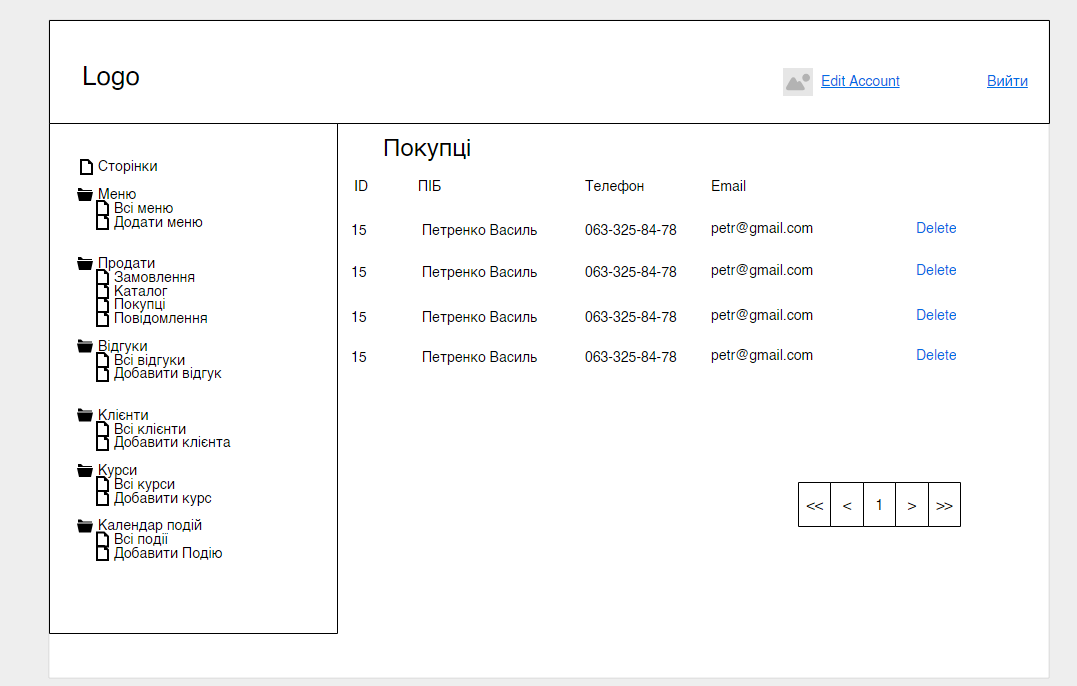 Logo
Edit Account
Вийти
Сторінки
Меню
Всі меню
Додати меню
Продати
Замовлення
Каталог
Покупці
Повідомлення
Відгуки
Всі відгуки
Добавити відгук
Клієнти
Всі клієнти
Добавити клієнта
Курси
Всі курси
Добавити курс
Календар подій
Всі події
Добавити Подію
Покупці
ID ПІБ Телефон Email
15 Петренко Василь 063-325-84-78 petr@gmail.com Delete
15 Петренко Василь 063-325-84-78 petr@gmail.com Delete
15 Петренко Василь 063-325-84-78 petr@gmail.com Delete
15 Петренко Василь 063-325-84-78 petr@gmail.com Delete
<< < 1 > >>